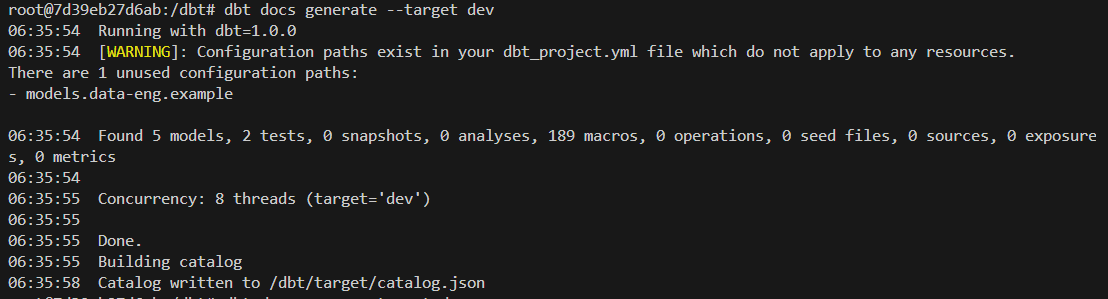 root@7d39eb27d6ab:/dbt# dbt docs generate --target dev
06:35:54  Running with dbt=1.0.0
06:35:54  [WARNING]: Configuration paths exist in your dbt_project.yml file which do not apply to any resources.
There are 1 unused configuration paths:
- models.data-eng.example
06:35:54  Found 5 models, 2 tests, 0 snapshots, 0 analyses, 189 macros, 0 operations, 0 seed files, 0 sources, 0 exposure
s, 0 metrics
06:35:54
06:35:55  Concurrency: 8 threads (target='dev')
06:35:55
06:35:55  Done.
06:35:55  Building catalog
06:35:58  Catalog written to /dbt/target/catalog.json